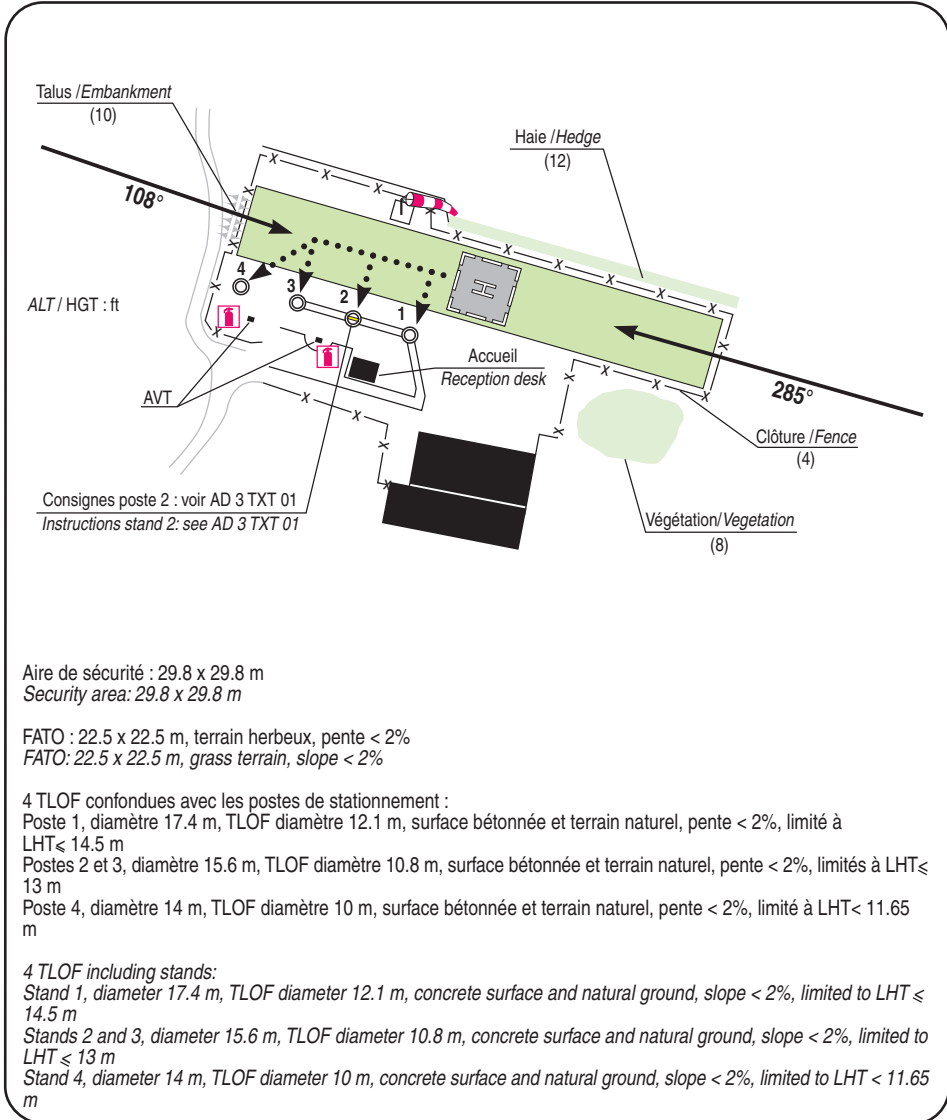 Talus /Embankment
(10)
Haie /Hedge
(12)
108°
4
3
2
1
ALT / HGT : ft
H
Accueil
Reception desk
285°
AVT
Clôture /Fence
(4)
Consignes poste 2 : voir AD 3 TXT 01
Instructions stand 2: see AD 3 TXT 01
Végétation/Vegetation
(8)
Aire de sécurité : 29.8 x 29.8 m
Security area: 29.8 x 29.8 m
FATO : 22.5 x 22.5 m, terrain herbeux, pente < 2%
FATO: 22.5 x 22.5 m, grass terrain, slope < 2%
4 TLOF confondues avec les postes de stationnement :
Poste 1, diamètre 17.4 m, TLOF diamètre 12.1 m, surface bétonnée et terrain naturel, pente < 2%, limité à
LHT⩽ 14.5 m
Postes 2 et 3, diamètre 15.6 m, TLOF diamètre 10.8 m, surface bétonnée et terrain naturel, pente < 2%, limités à LHT⩽
13 m
Poste 4, diamètre 14 m, TLOF diamètre 10 m, surface bétonnée et terrain naturel, pente < 2%, limité à LHT< 11.65
m
4 TLOF including stands:
Stand 1, diameter 17.4 m, TLOF diameter 12.1 m, concrete surface and natural ground, slope < 2%, limited to LHT ⩽
14.5 m
Stands 2 and 3, diameter 15.6 m, TLOF diameter 10.8 m, concrete surface and natural ground, slope < 2%, limited to
LHT ⩽ 13 m
Stand 4, diameter 14 m, TLOF diameter 10 m, concrete surface and natural ground, slope < 2%, limited to LHT < 11.65
m